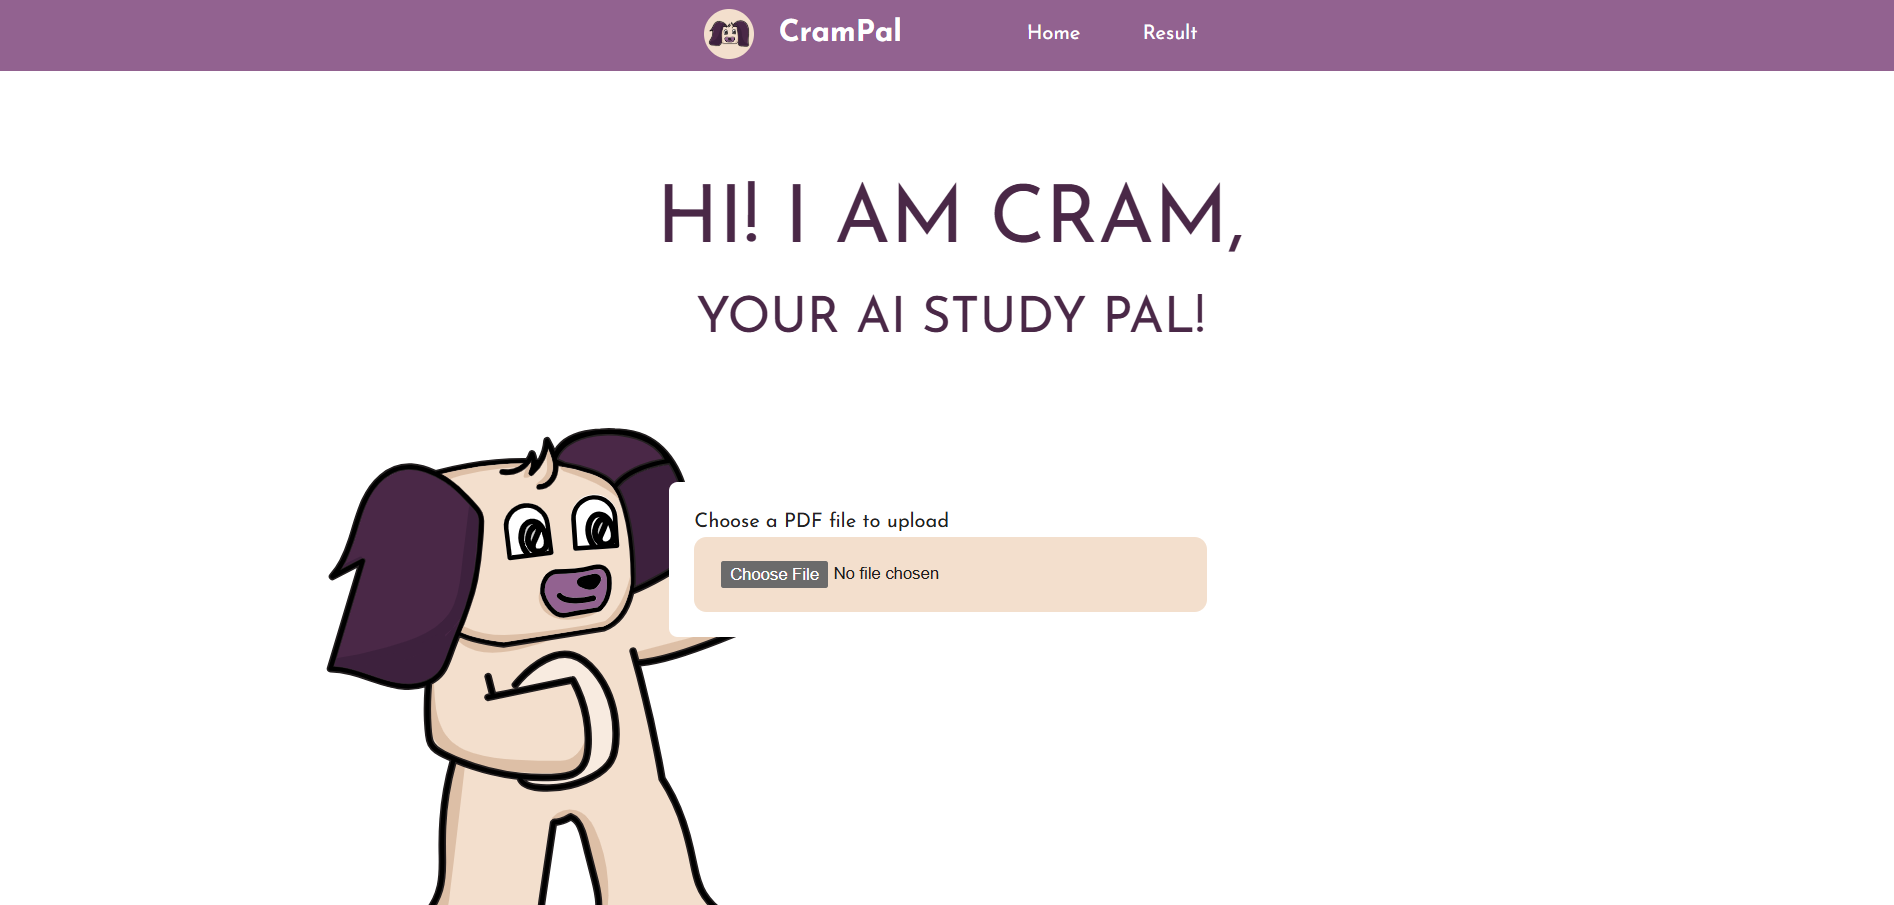 CramPal Home Result
HI! I AM CRAM,
YOUR AI STUDY PAL!
Choose a PDF file to upload
Choose File No file chosen